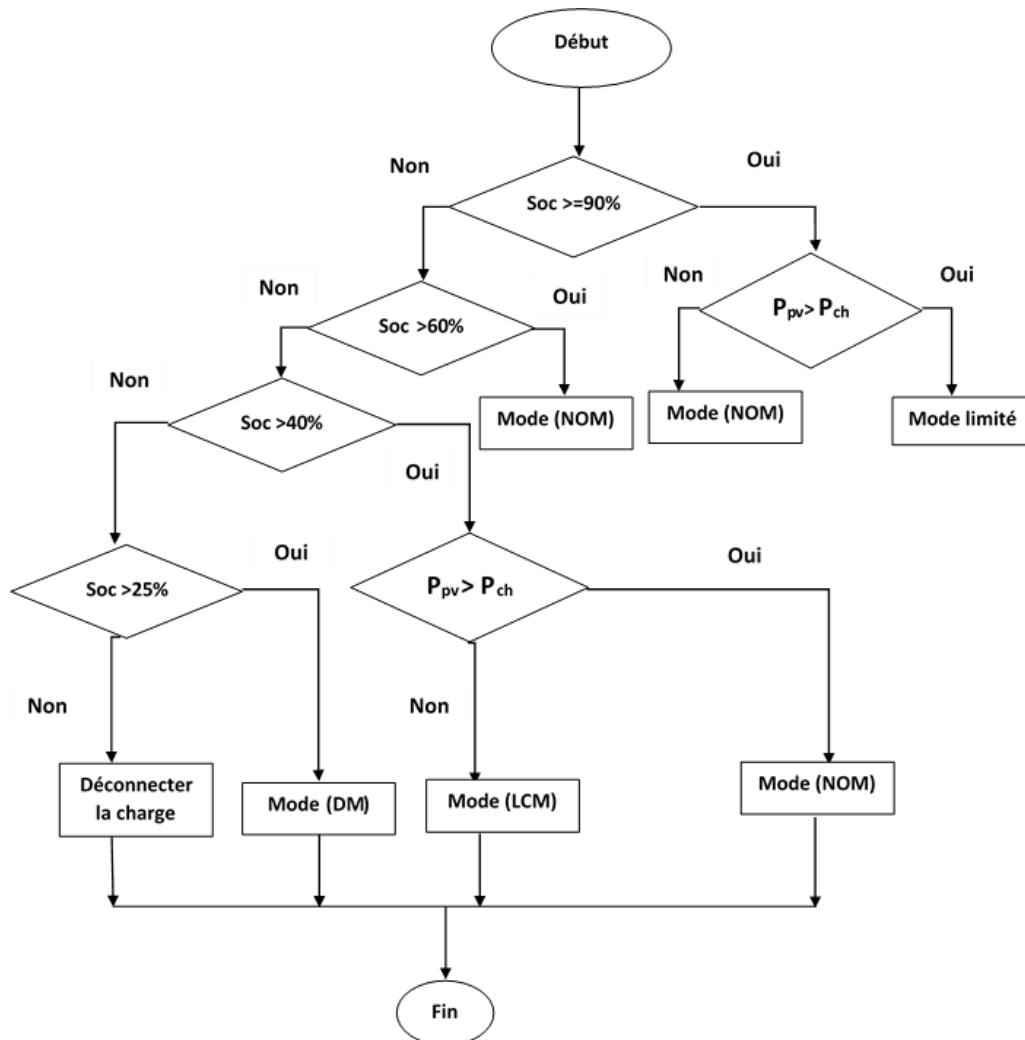 Début
Non
Oui
Soc >=90%
Non
Oui
Non
Oui
Soc >60%
Ppv> Pch
Non
Soc >40%
Mode (NOM)
Mode (NOM)
Mode limité
Oui
Oui
Oui
Soc >25%
Ppv> Pch
Non
Non
Déconnecter
la charge
Mode (DM)
Mode (LCM)
Mode (NOM)
Fin